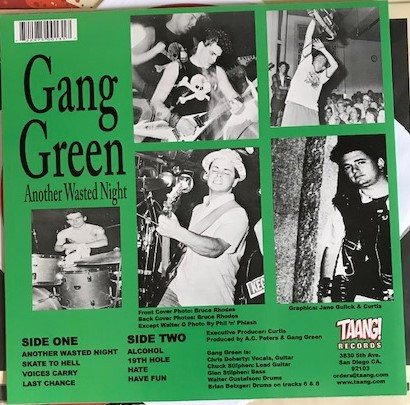 Gang
Green
Another Wasted Night
Front Cover Photo: Bruce Rhodes
Back Cover Photos: Bruce Rhodes
Except Walter G Photo By Phil 'n' Phlash
Graphics: Jane Gulick & Curtis
Executive Producer: Curtis
Produced by A.C. Peters & Gang Green
SIDE ONE
ANOTHER WASTED NIGHT
SKATE TO HELL
VOICES CARRY
LAST CHANCE
SIDE TWO
ALCOHOL
19TH HOLE
HATE
HAVE FUN
Gang Green is:
Chris Doherty: Vocals, Guitar
Chuck Stilphen: Lead Guitar
Glen Stilphen: Bass
Walter Gustafson: Drums
Brian Betzger: Drums on tracks 6 & 8
TAANG!
RECORDS
3830 5th Ave.
San Diego CA.
92103
orders@taang.com
www.taang.com